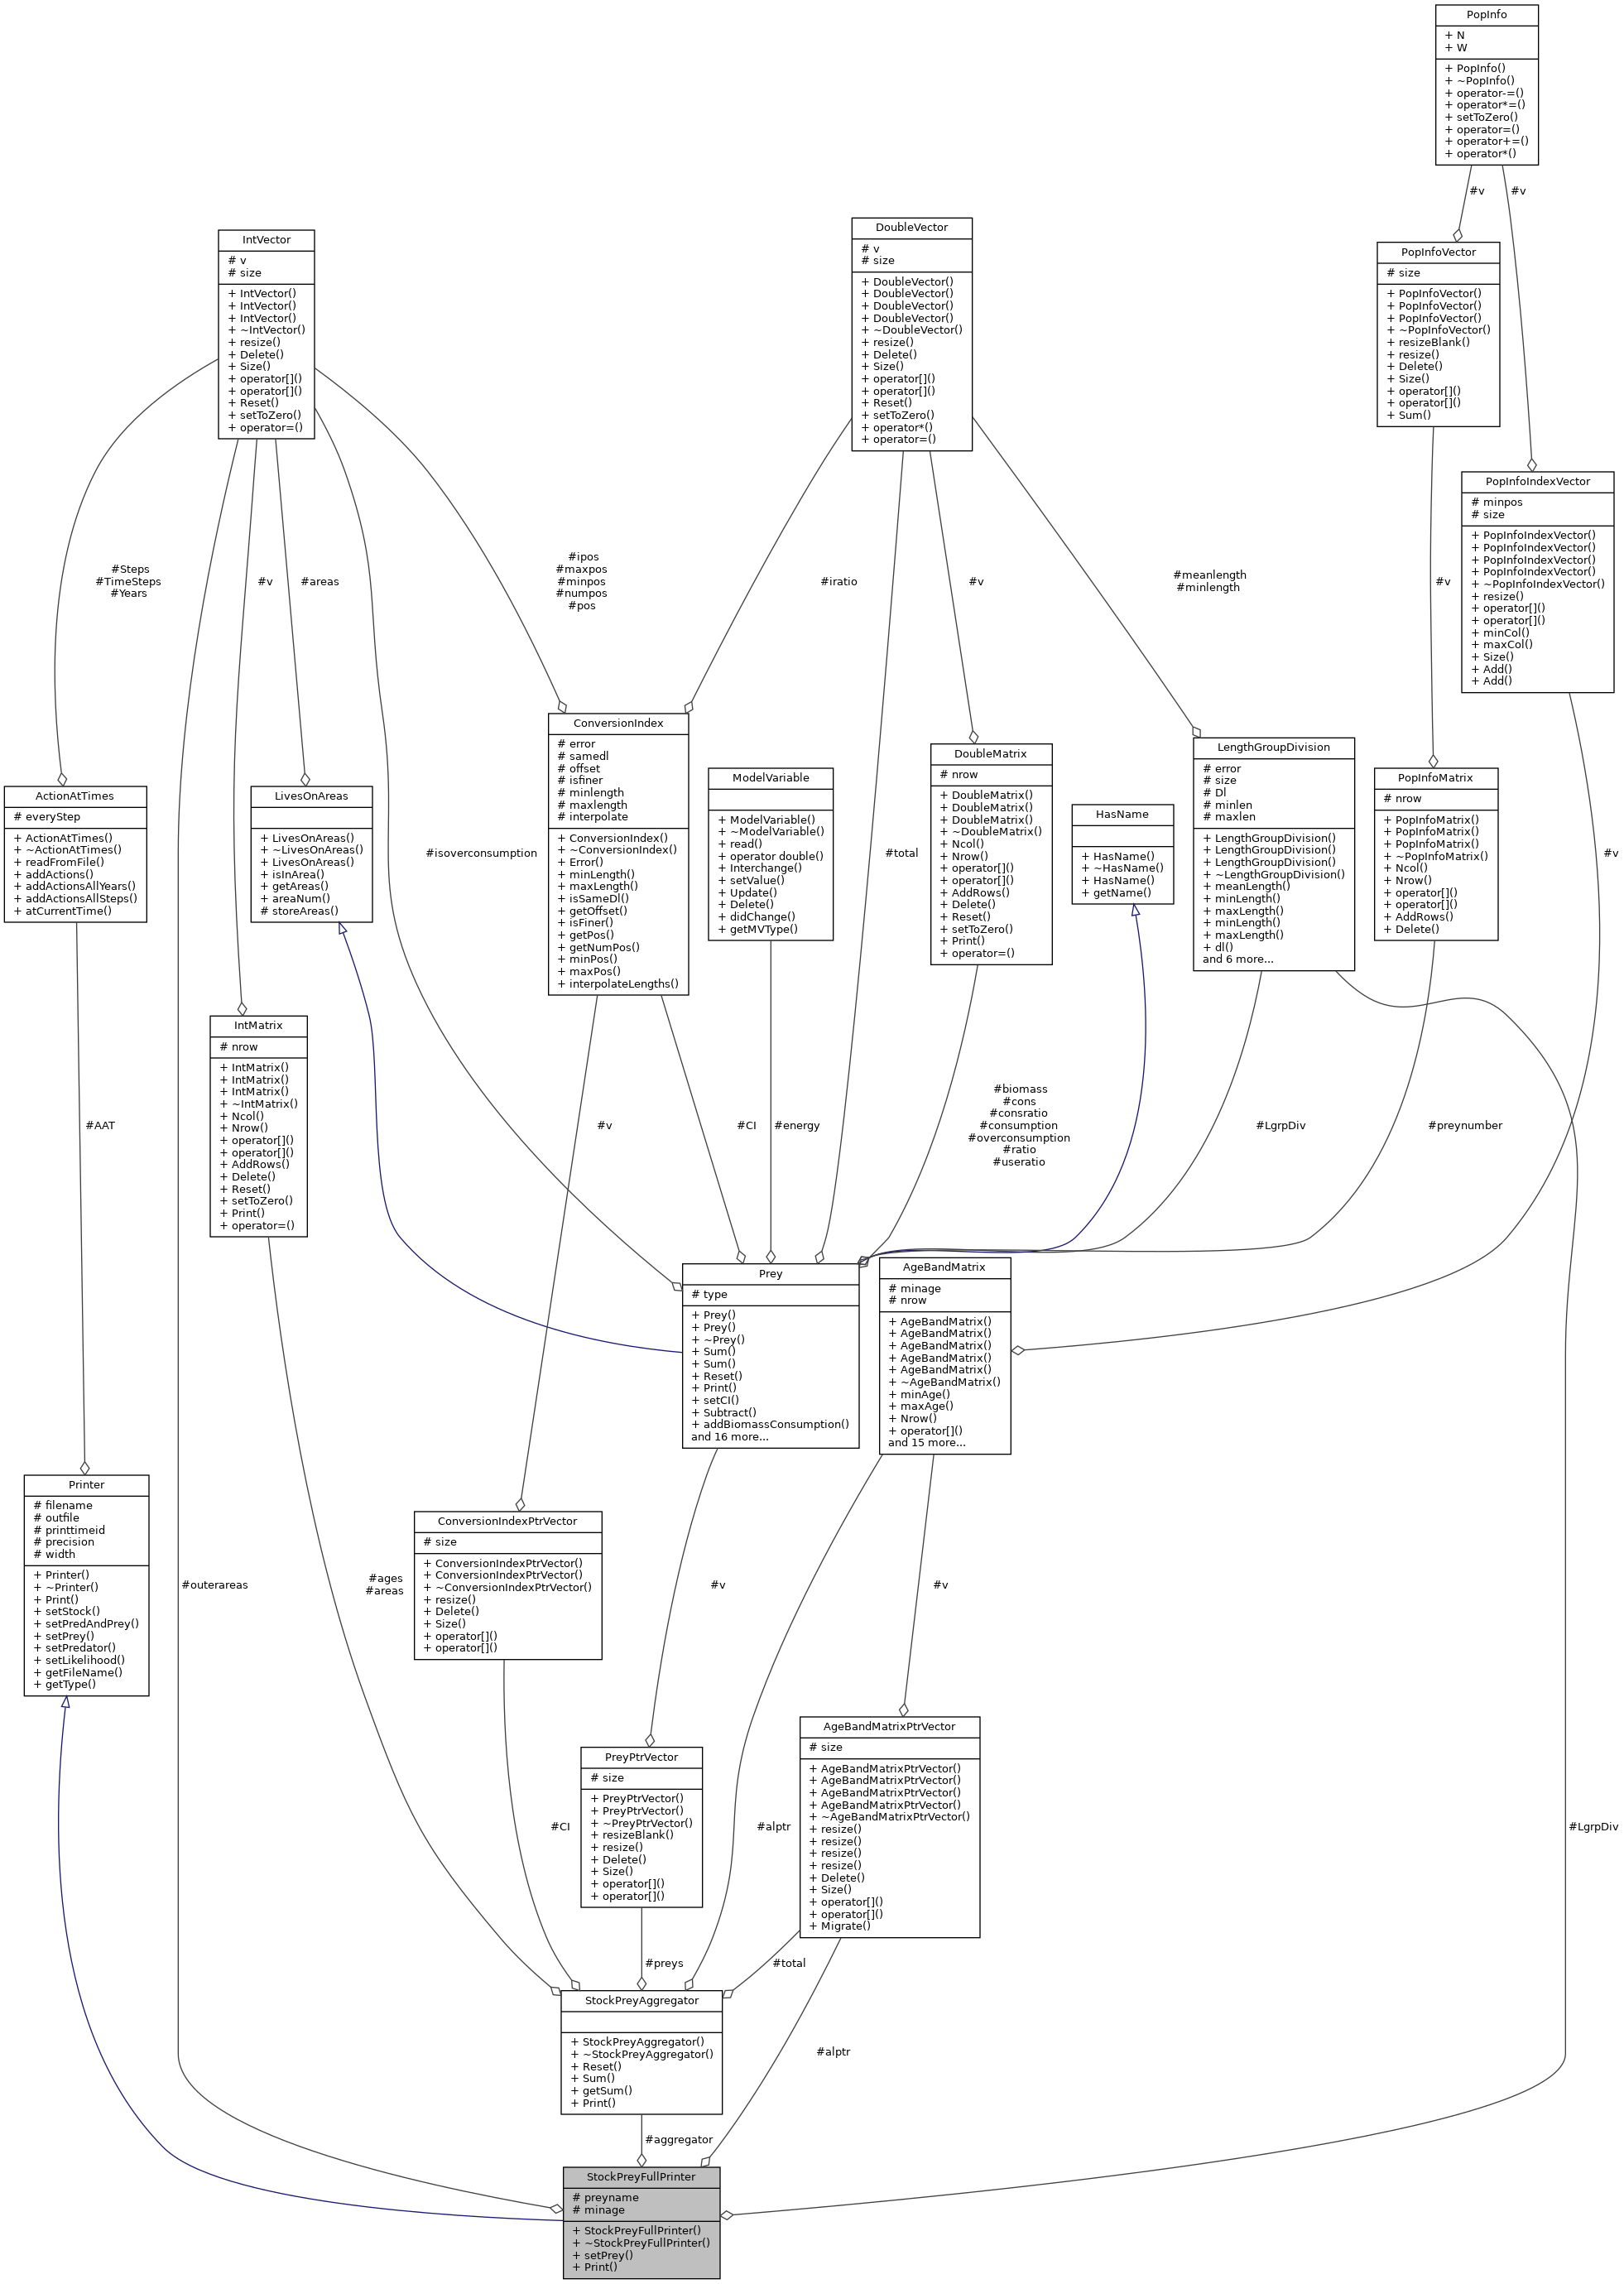 PopInfo
+ N
+ W
+ PopInfo()
+ ~PopInfo()
+ operator-=()
+ operator*=()
+ setToZero()
+ operator=()
+ operator+=()
+ operator*()
#v
#v
IntVector
# v
# size
+ IntVector()
+ IntVector()
+ IntVector()
+ ~IntVector()
+ resize()
+ Delete()
+ Size()
+ operator[]()
+ operator[]()
+ Reset()
+ setToZero()
+ operator=()
DoubleVector
# v
# size
+ DoubleVector()
+ DoubleVector()
+ DoubleVector()
+ DoubleVector()
+ ~DoubleVector()
+ resize()
+ Delete()
+ Size()
+ operator[]()
+ operator[]()
+ Reset()
+ setToZero()
+ operator*()
+ operator=()
PopInfoVector
# size
+ PopInfoVector()
+ PopInfoVector()
+ PopInfoVector()
+ ~PopInfoVector()
+ resizeBlank()
+ resize()
+ Delete()
+ Size()
+ operator[]()
+ operator[]()
+ Sum()
PopInfoIndexVector
# minpos
# size
+ PopInfoIndexVector()
+ PopInfoIndexVector()
+ PopInfoIndexVector()
+ PopInfoIndexVector()
+ ~PopInfoIndexVector()
+ resize()
+ operator[]()
+ operator[]()
+ minCol()
+ maxCol()
+ Size()
+ Add()
+ Add()
#Steps
#TimeSteps
#Years
#v
#areas
#ipos
#maxpos
#minpos
#numpos
#pos
#iratio
#v
#meanlength
#minlength
#v
ActionAtTimes
# everyStep
+ ActionAtTimes()
+ ~ActionAtTimes()
+ readFromFile()
+ addActions()
+ addActionsAllYears()
+ addActionsAllSteps()
+ atCurrentTime()
LivesOnAreas
+ LivesOnAreas()
+ ~LivesOnAreas()
+ LivesOnAreas()
+ isInArea()
+ getAreas()
+ areaNum()
# storeAreas()
#isoverconsumption
ConversionIndex
# error
# samedl
# offset
# isfiner
# minlength
# maxlength
# interpolate
+ ConversionIndex()
+ ~ConversionIndex()
+ Error()
+ minLength()
+ maxLength()
+ isSameDl()
+ getOffset()
+ isFiner()
+ getPos()
+ getNumPos()
+ minPos()
+ maxPos()
+ interpolateLengths()
ModelVariable
+ ModelVariable()
+ ~ModelVariable()
+ read()
+ operator double()
+ Interchange()
+ setValue()
+ Update()
+ Delete()
+ didChange()
+ getMVType()
#total
DoubleMatrix
# nrow
+ DoubleMatrix()
+ DoubleMatrix()
+ DoubleMatrix()
+ ~DoubleMatrix()
+ Ncol()
+ Nrow()
+ operator[]()
+ operator[]()
+ AddRows()
+ Delete()
+ Reset()
+ setToZero()
+ Print()
+ operator=()
HasName
+ HasName()
+ ~HasName()
+ HasName()
+ getName()
LengthGroupDivision
# error
# size
# Dl
# minlen
# maxlen
+ LengthGroupDivision()
+ LengthGroupDivision()
+ LengthGroupDivision()
+ ~LengthGroupDivision()
+ meanLength()
+ minLength()
+ maxLength()
+ minLength()
+ maxLength()
+ dl()
and 6 more...
PopInfoMatrix
# nrow
+ PopInfoMatrix()
+ PopInfoMatrix()
+ PopInfoMatrix()
+ ~PopInfoMatrix()
+ Ncol()
+ Nrow()
+ operator[]()
+ operator[]()
+ AddRows()
+ Delete()
#v
IntMatrix
# nrow
+ IntMatrix()
+ IntMatrix()
+ IntMatrix()
+ ~IntMatrix()
+ Ncol()
+ Nrow()
+ operator[]()
+ operator[]()
+ AddRows()
+ Delete()
+ Reset()
+ setToZero()
+ Print()
+ operator=()
#AAT
#v
#CI
#energy
#biomass
#cons
#consratio
#consumption
#overconsumption
#ratio
#useratio
#LgrpDiv
#preynumber
Prey
# type
+ Prey()
+ Prey()
+ ~Prey()
+ Sum()
+ Sum()
+ Reset()
+ Print()
+ setCI()
+ Subtract()
+ addBiomassConsumption()
and 16 more...
AgeBandMatrix
# minage
# nrow
+ AgeBandMatrix()
+ AgeBandMatrix()
+ AgeBandMatrix()
+ AgeBandMatrix()
+ AgeBandMatrix()
+ ~AgeBandMatrix()
+ minAge()
+ maxAge()
+ Nrow()
+ operator[]()
and 15 more...
Printer
# filename
# outfile
# printtimeid
# precision
# width
+ Printer()
+ ~Printer()
+ Print()
+ setStock()
+ setPredAndPrey()
+ setPrey()
+ setPredator()
+ setLikelihood()
+ getFileName()
+ getType()
#outerareas
#ages
#areas
ConversionIndexPtrVector
# size
+ ConversionIndexPtrVector()
+ ConversionIndexPtrVector()
+ ~ConversionIndexPtrVector()
+ resize()
+ Delete()
+ Size()
+ operator[]()
+ operator[]()
#v
#v
PreyPtrVector
# size
+ PreyPtrVector()
+ PreyPtrVector()
+ ~PreyPtrVector()
+ resizeBlank()
+ resize()
+ Delete()
+ Size()
+ operator[]()
+ operator[]()
AgeBandMatrixPtrVector
# size
+ AgeBandMatrixPtrVector()
+ AgeBandMatrixPtrVector()
+ AgeBandMatrixPtrVector()
+ AgeBandMatrixPtrVector()
+ ~AgeBandMatrixPtrVector()
+ resize()
+ resize()
+ resize()
+ resize()
+ Delete()
+ Size()
+ operator[]()
+ operator[]()
+ Migrate()
#CI
#alptr
#LgrpDiv
#preys
#total
StockPreyAggregator
+ StockPreyAggregator()
+ ~StockPreyAggregator()
+ Reset()
+ Sum()
+ getSum()
+ Print()
#alptr
#aggregator
StockPreyFullPrinter
# preyname
# minage
+ StockPreyFullPrinter()
+ ~StockPreyFullPrinter()
+ setPrey()
+ Print()